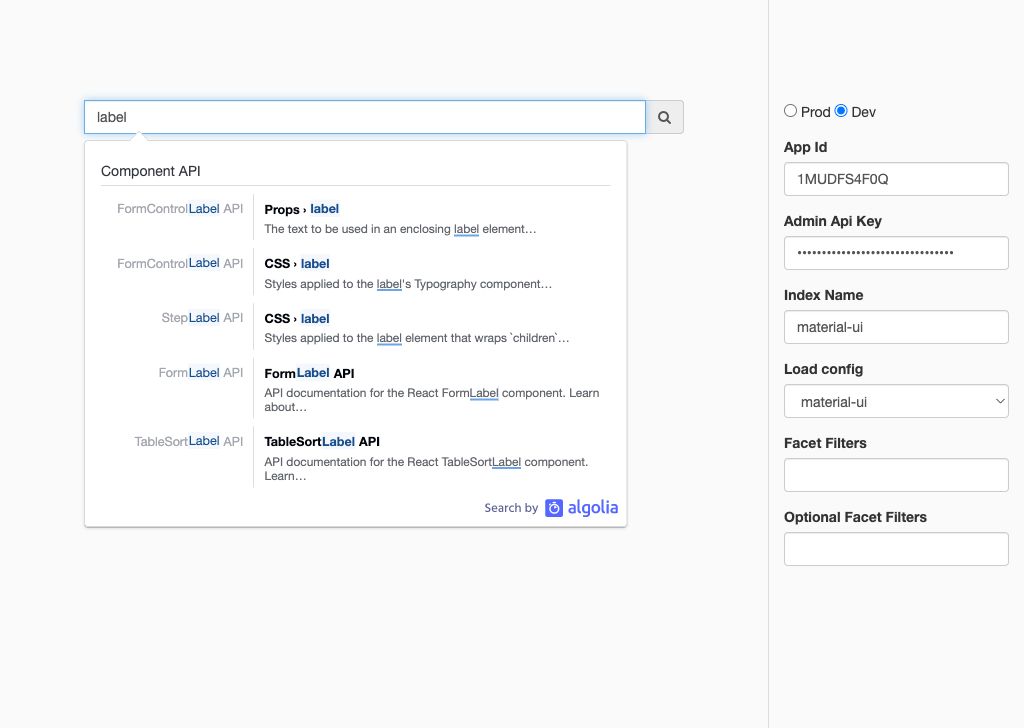 label
Component API
FormControlLabel API
Props › label
The text to be used in an enclosing label element…
FormControlLabel API
CSS › label
Styles applied to the label's Typography component…
StepLabel API
CSS › label
Styles applied to the label element that wraps `children`…
FormLabel API
FormLabel API
API documentation for the React FormLabel component. Learn
about…
TableSortLabel API
TableSortLabel API
API documentation for the React TableSortLabel component.
Learn…
Search by algolia
Prod Dev
App Id
1MUDFS4F0Q
Admin Api Key
Index Name
material-ui
Load config
material-ui
Facet Filters
Optional Facet Filters